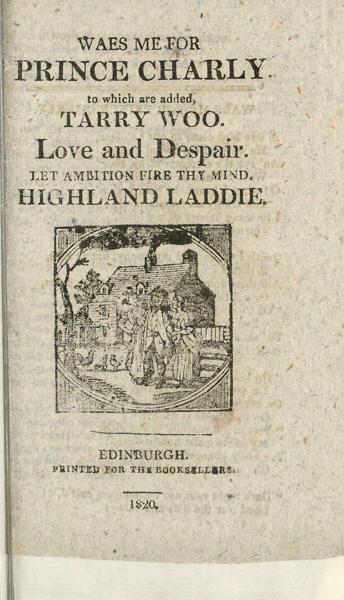 WAES ME FOR
PRINCE CHARLY.
to which are added,
TARRY WOO.
Love and Despair.
LET AMBITION FIRE THY MIND.
HIGHLAND LADDIE.
EDINBURGH.
PRINTED FOR THE BOOKSELLERS.
1820.